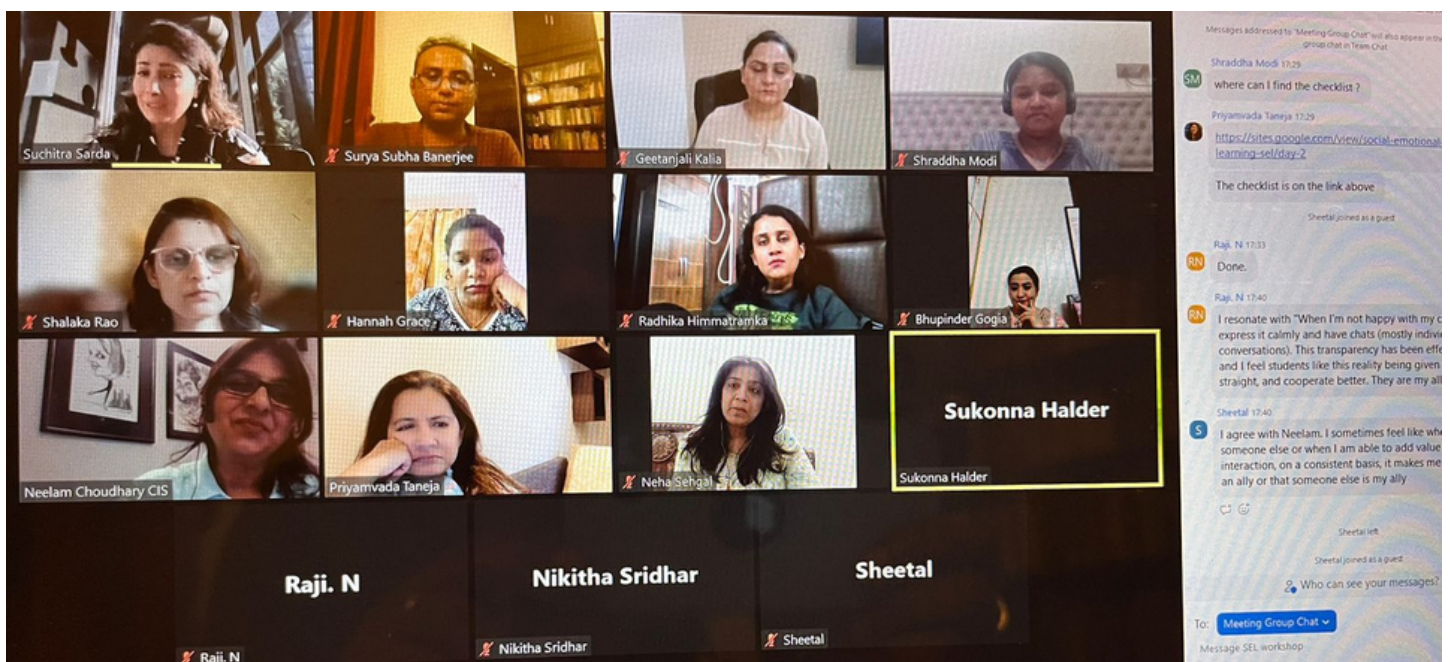 Suchitra Sarda
Surya Subha Banerjee
Geetanjali Kalia
Shraddha Modi
Shalaka Rao
Hannah Grace
Radhika Himmatramka
Bhupinder Gogia
Neelam Choudhary CIS
Priyamvada Taneja
Neha Sehgal
Sukonna Halder
Sukonna Halder
Raji. N
Raji. N
Nikitha Sridhar
Nikitha Sridhar
Sheetal
Sheetal
Messages addressed to "Meeting Group Chat" will also appear in the
group chat in Team Chat
Shraddha Modi 17:29
SM
where can I find the checklist ?
Priyamvada Taneja 17:29
https://sites.google.com/view/social-emotional-
learning-sel/day-2
The checklist is on the link above
Sheetal joined as a guest
Raji. N 17:33
RN
Done.
Raji. N 17:40
RN
I resonate with "When I'm not happy with my
express it calmly and have chats (mostly
conversations). This transparency has been
and I feel students like this reality being given
straight, and cooperate better. They are my
Sheetal 17:40
S
I agree with Neelam. I sometimes feel like
someone else or when I am able to add value
interaction, on a consistent basis, it makes me
an ally or that someone else is my ally
Sheetal left
Sheetal joined as a guest
Who can see your messages?
To: Meeting Group Chat
Message SEL workshop